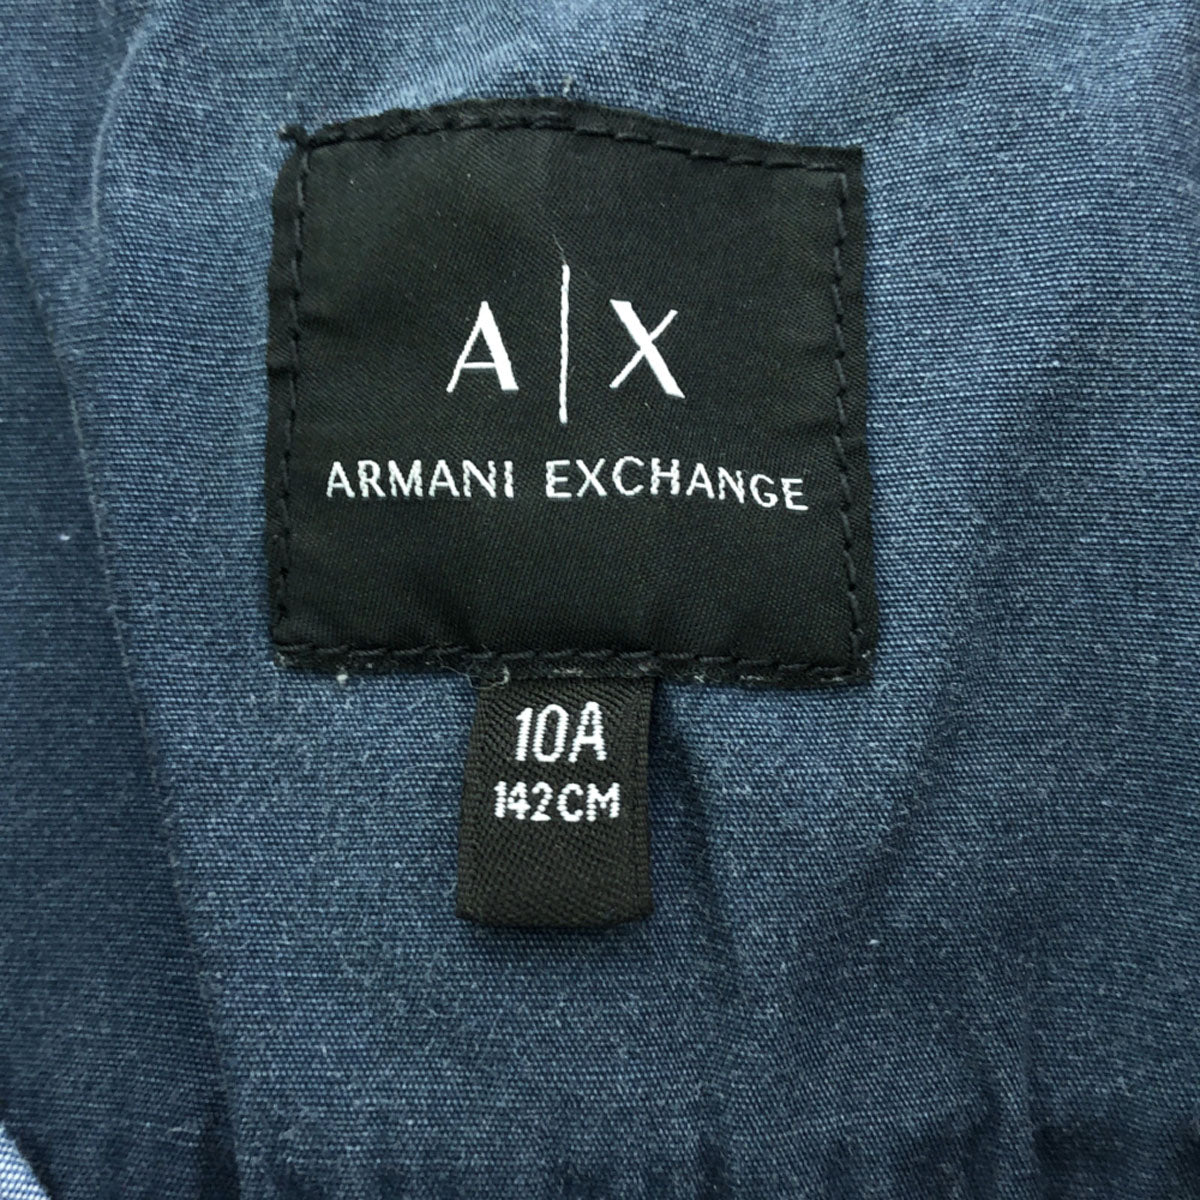 A|X
ARMANI EXCHANGE
10A
142CM